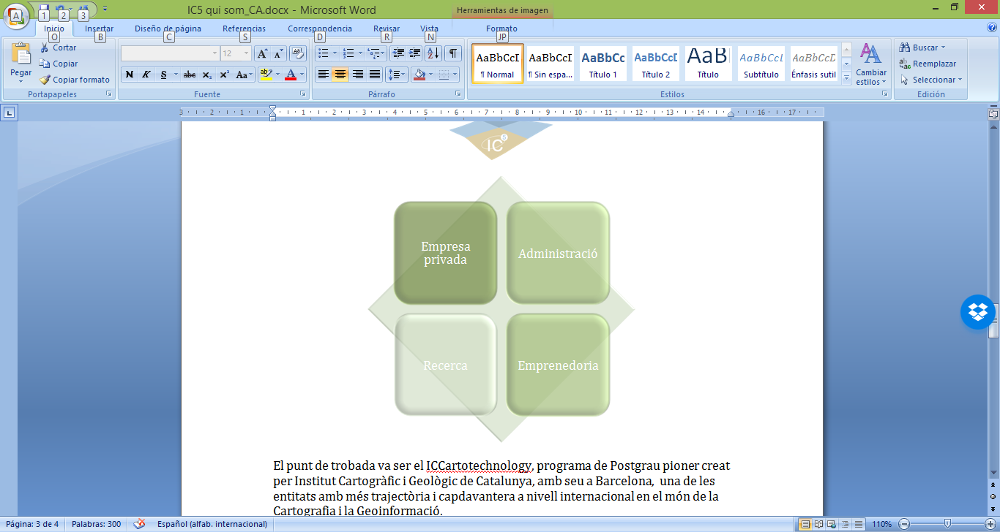 IC5 qui som_CA.docx - Microsoft Word
Herramientas de imagen
1 2 3
Inicio Insertar Diseño de página Referencias Correspondencia Revisar Vista Formato
O B C S D R N JP
Pegar
Cortar
Copiar
Copiar formato
Portapapeles
12
N K S abc x₂ x² Aa
Fuente
Párrafo
AaBbCcI AaBbCcI AaBbCc AaBbCcD AaB AaBbCcL AaBbCcD
¶ Normal ¶ Sin espa... Título 1 Título 2 Título Subtítulo Énfasis sutil
Cambiar
estilos
Estilos
Buscar
Reemplazar
Seleccionar
Edición
3 2 1 1 2 3 4 5 6 7 8 9 10 11 12 13 14 16 17
IC5
Empresa
privada
Administració
Recerca
Emprenedoria
El punt de trobada va ser el ICCartotechnology, programa de Postgrau pioner creat
per Institut Cartogràfic i Geològic de Catalunya, amb seu a Barcelona, una de les
entitats amb més trajectòria i capdavantera a nivell internacional en el món de la
Cartografia i la Geoinformació.
Página: 3 de 4 Palabras: 300 Español (alfab. internacional) 110%